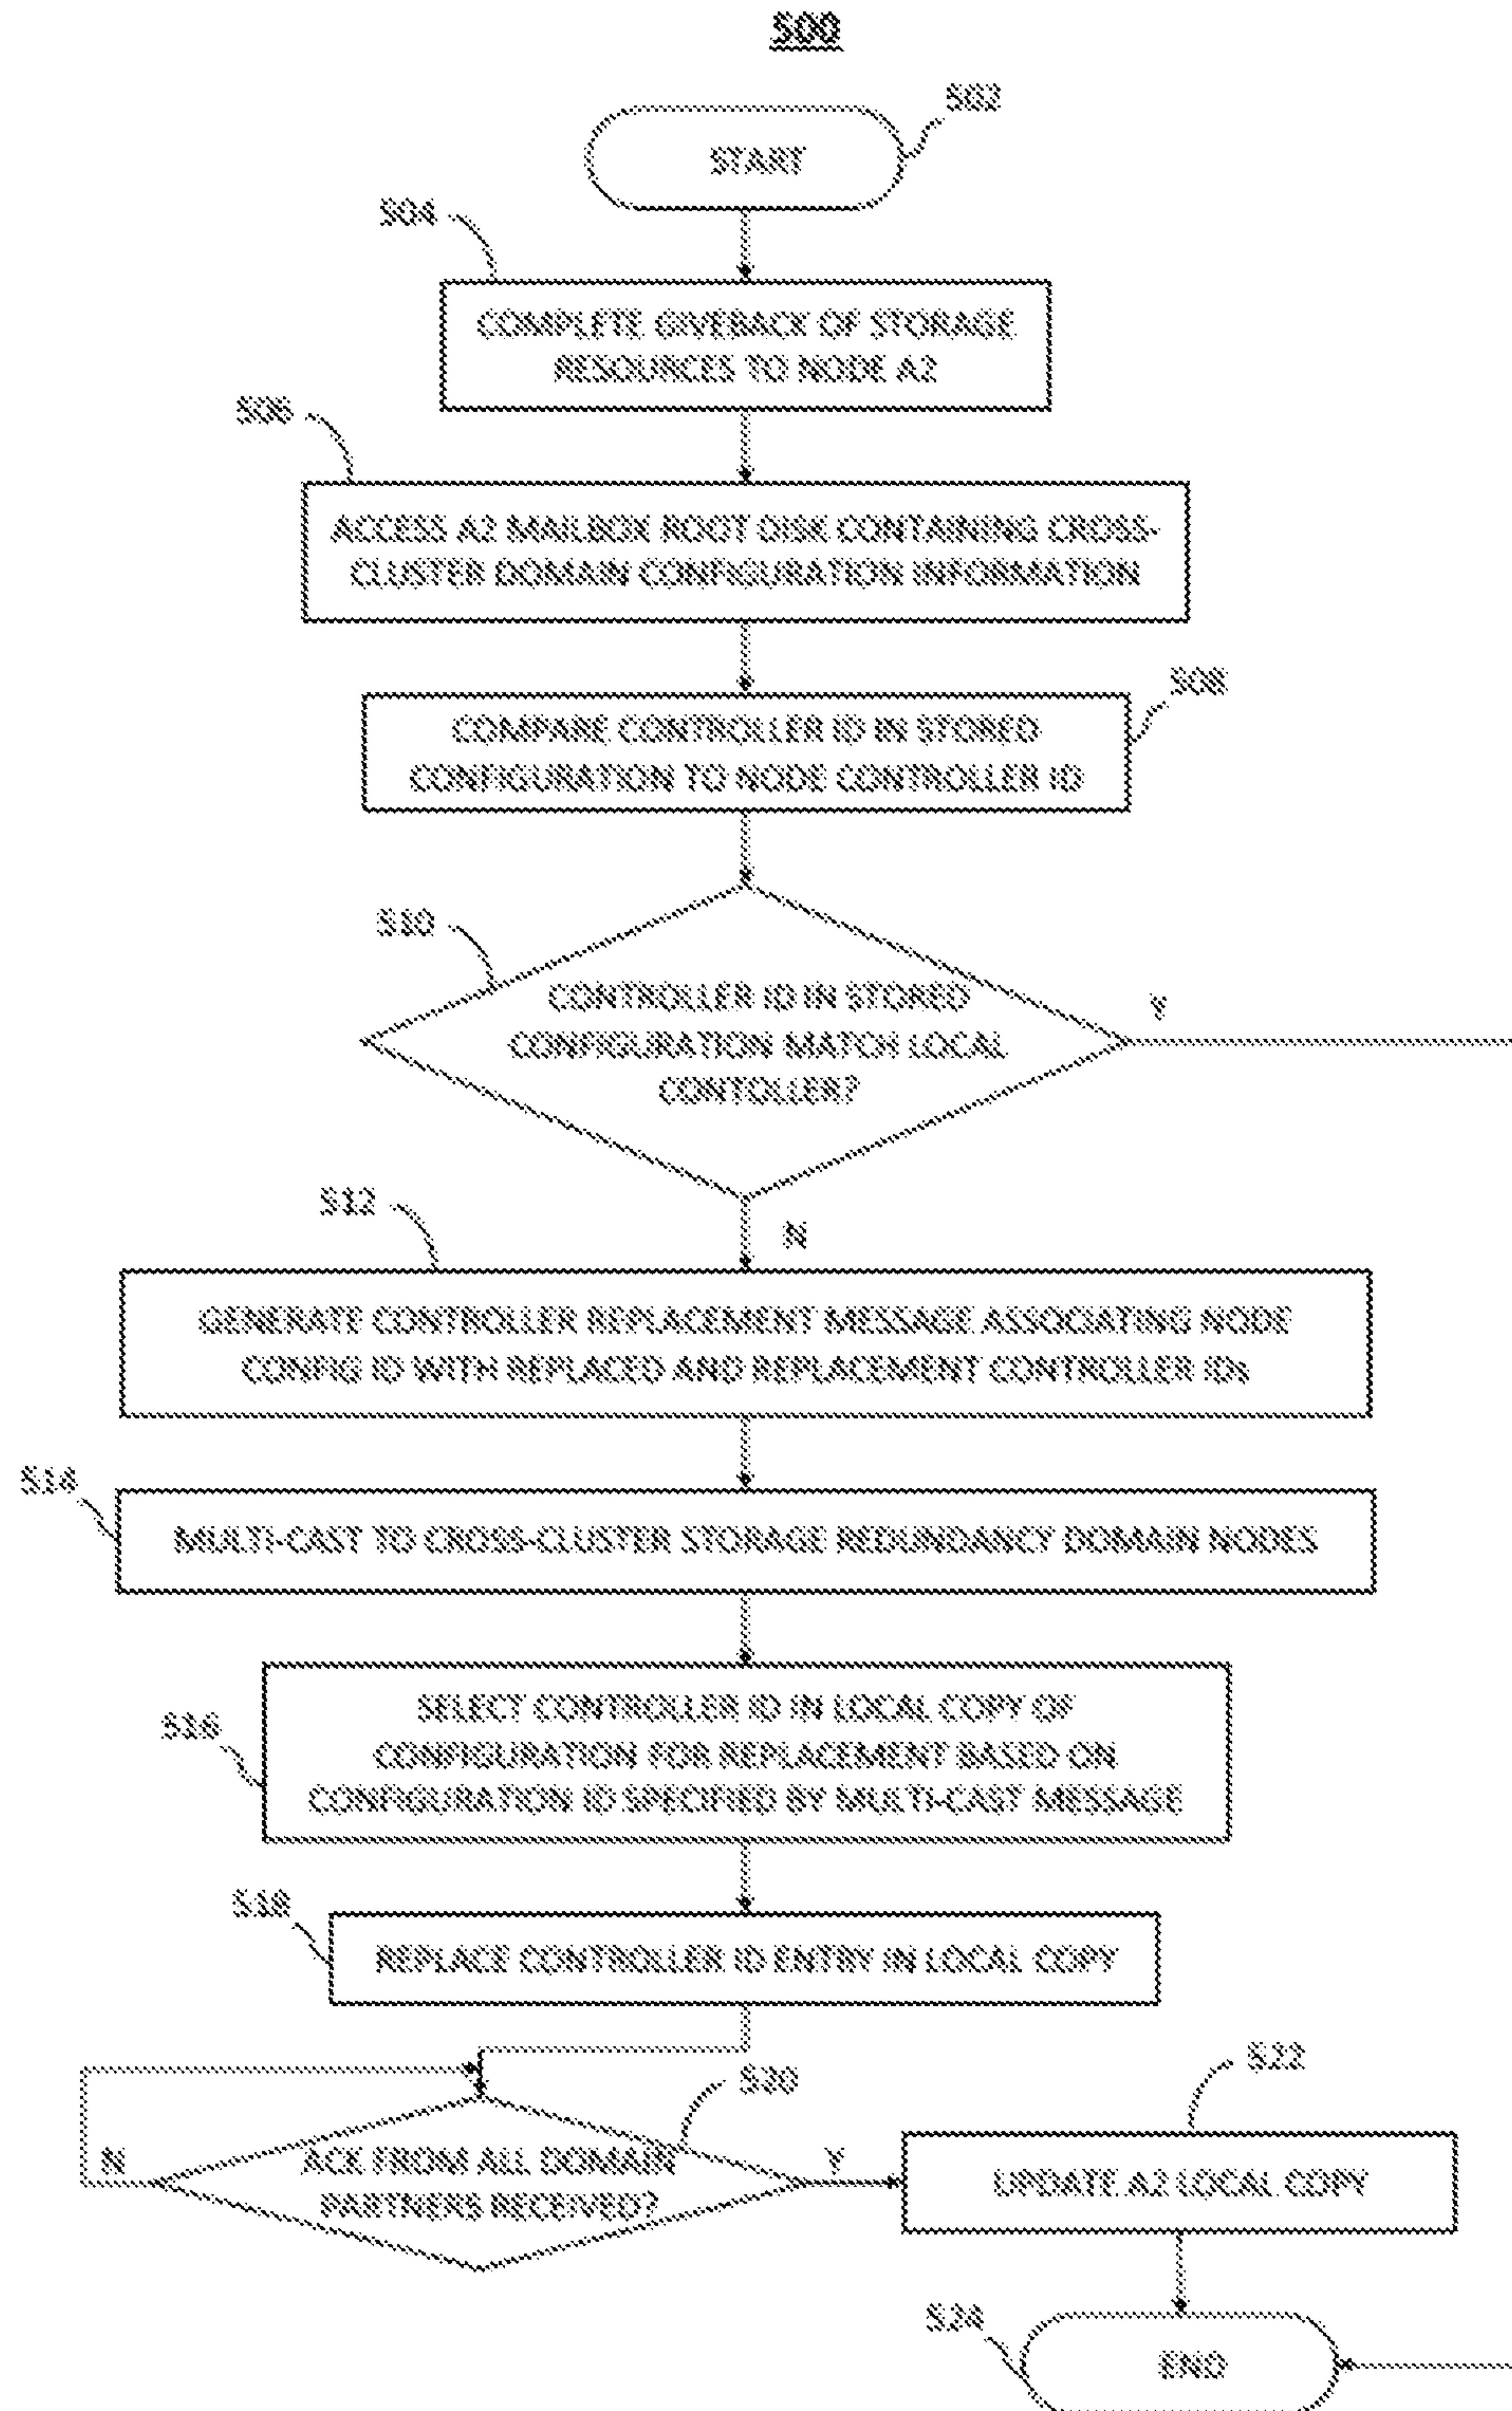 500
502
START
504
COMPLETE GIVEBACK OF STORAGE
RESOURCES TO NODE A2
506
ACCESS A2 MAILBOX ROOT DISK CONTAINING CROSS-
CLUSTER DOMAIN CONFIGURATION INFORMATION
508
COMPARE CONTROLLER ID IN STORED
CONFIGURATION TO NODE CONTROLLER ID
510
CONTROLLER ID IN STORED
CONFIGURATION MATCH LOCAL
CONTOLLER?
Y
N
512
GENERATE CONTROLLER REPLACEMENT MESSAGE ASSOCIATING NODE
CONFIG ID WITH REPLACED AND REPLACEMENT CONTROLLER IDs
514
MULTI-CAST TO CROSS-CLUSTER STORAGE REDUNDANCY DOMAIN NODES
516
SELECT CONTROLLER ID IN LOCAL COPY OF
CONFIGURATION FOR REPLACEMENT BASED ON
CONFIGURATION ID SPECIFIED BY MULTI-CAST MESSAGE
518
REPLACE CONTROLLER ID ENTRY IN LOCAL COPY
520
ACK FROM ALL DOMAIN
PARTNERS RECEIVED?
N
Y
522
UPDATE A2 LOCAL COPY
524
END